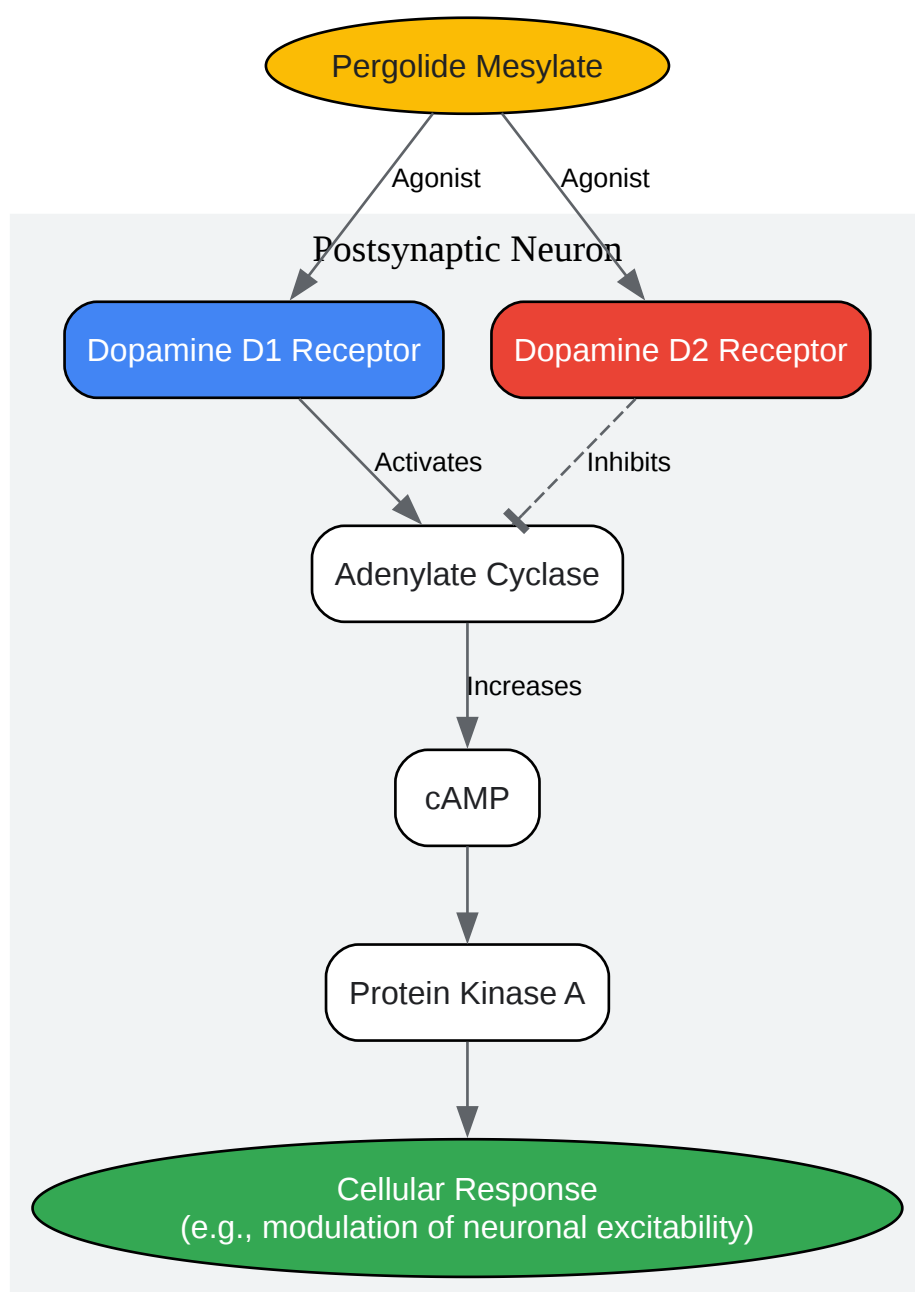 Pergolide Mesylate
Agonist
Agonist
Postsynaptic Neuron
Dopamine D1 Receptor
Dopamine D2 Receptor
Activates
Inhibits
Adenylate Cyclase
Increases
cAMP
Protein Kinase A
Cellular Response
(e.g., modulation of neuronal excitability)